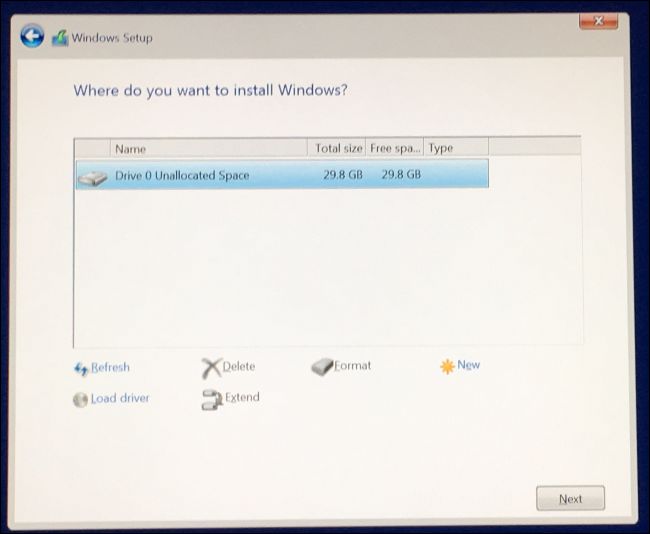 Windows Setup
Where do you want to install Windows?
Name Total size Free spa... Type
Drive 0 Unallocated Space 29.8 GB 29.8 GB
Refresh Delete Format New
Load driver Extend
Next